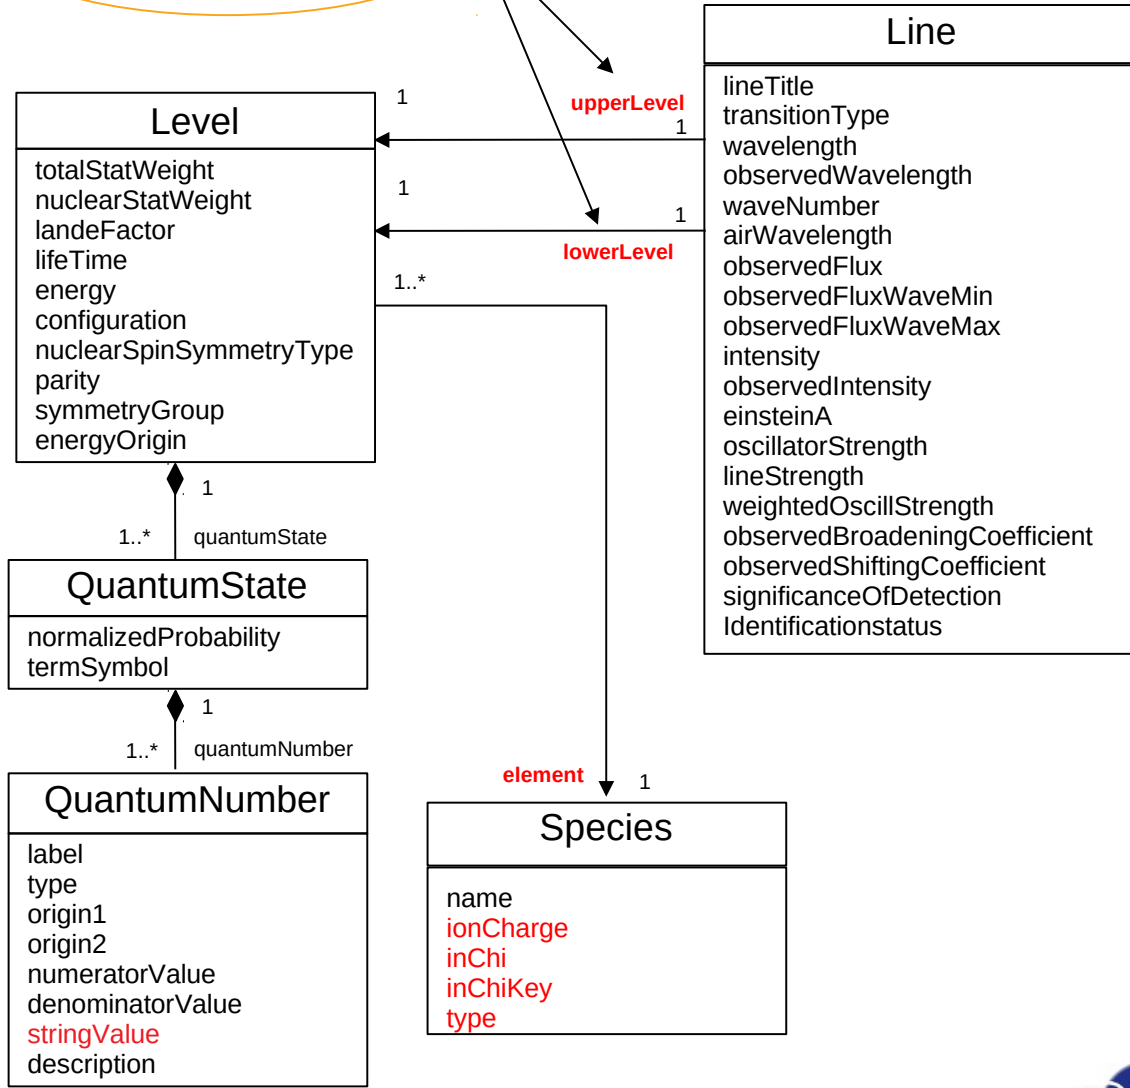 Line
lineTitle
transitionType
wavelength
observedWavelength
waveNumber
airWavelength
observedFlux
observedFluxWaveMin
observedFluxWaveMax
intensity
observedIntensity
einsteinA
oscillatorStrength
lineStrength
weightedOscillStrength
observedBroadeningCoefficient
observedShiftingCoefficient
significanceOfDetection
Identificationstatus
1
upperLevel
1
1
1
lowerLevel
1..*
Level
totalStatWeight
nuclearStatWeight
landeFactor
lifeTime
energy
configuration
nuclearSpinSymmetryType
parity
symmetryGroup
energyOrigin
1
1..*
quantumState
QuantumState
normalizedProbability
termSymbol
1
1..*
quantumNumber
QuantumNumber
label
type
origin1
origin2
numeratorValue
denominatorValue
stringValue
description
element
1
Species
name
ionCharge
inChi
inChiKey
type